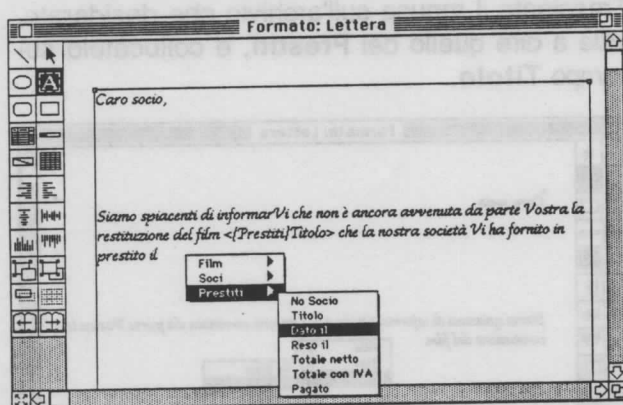 Formato: Lettera
A
Caro socio,
Siamo spiacenti di informarVi che non è ancora avvenuta da parte Vostra la
restituzione del film <[Prestiti]Titolo> che la nostra società Vi ha fornito in
prestito il
Film
Soci
Prestiti
No Socio
Titolo
Dato il
Reso il
Totale netto
Totale con IVA
Pagato